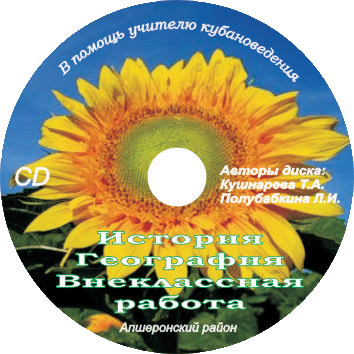 В помощь учителю кубановедения
CD
Авторы диска:
Кушнарева Т.А.
Полубабкина Л.И.
История
География
Внеклассная
работа
Апшеронский район